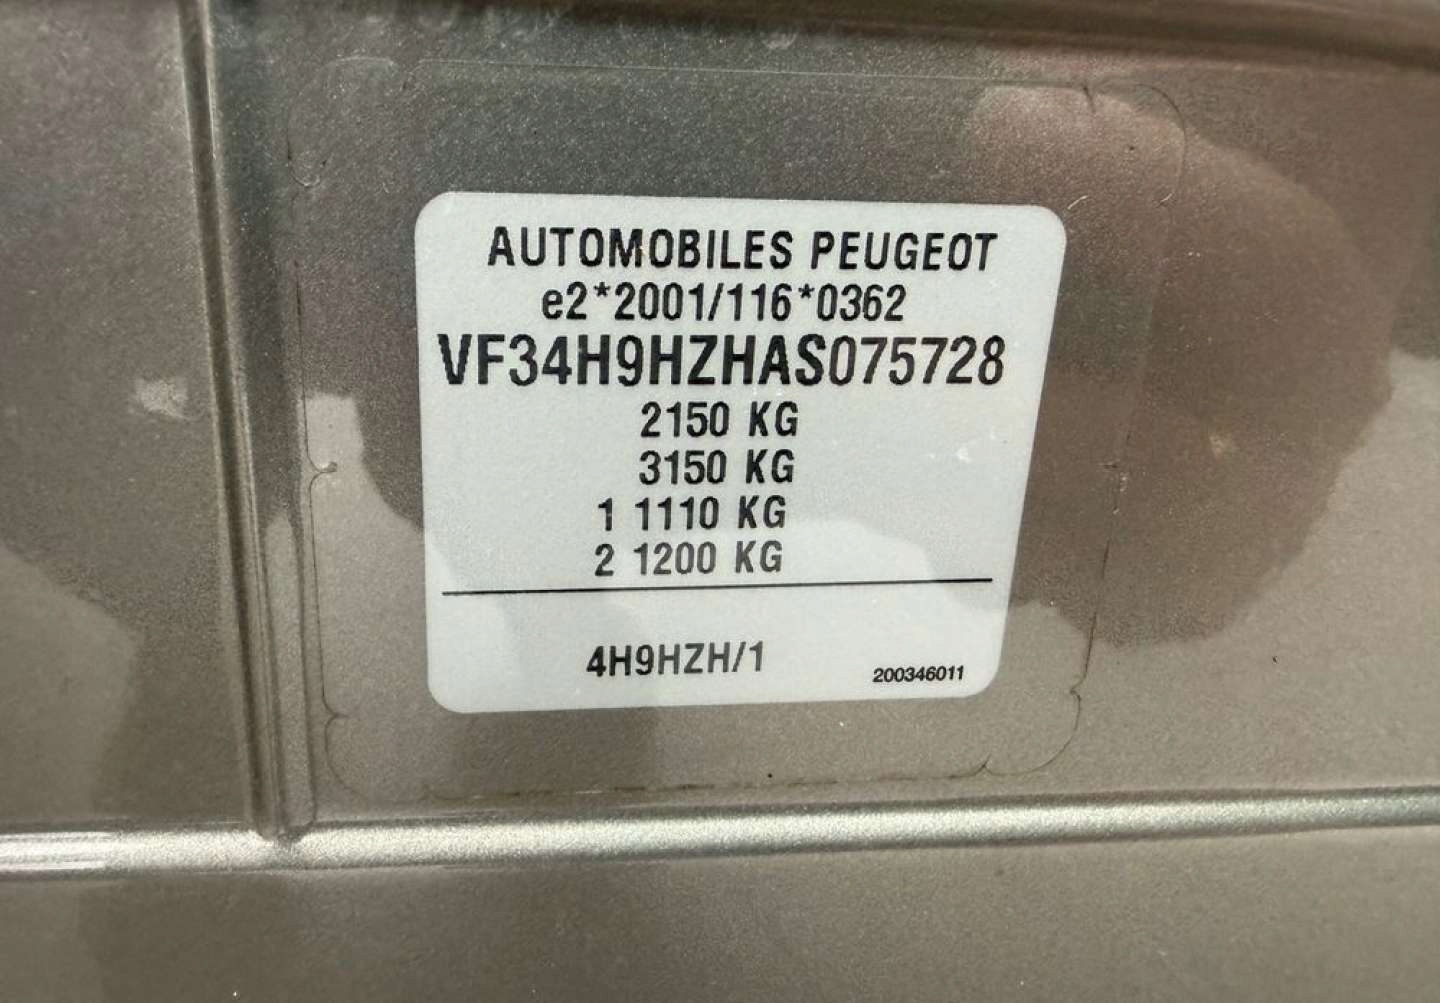 AUTOMOBILES PEUGEOT
e2*2001/116*0362
VF34H9HZHAS075728
2150 KG
3150 KG
1 1110 KG
2 1200 KG
4H9HZH/1
200346011